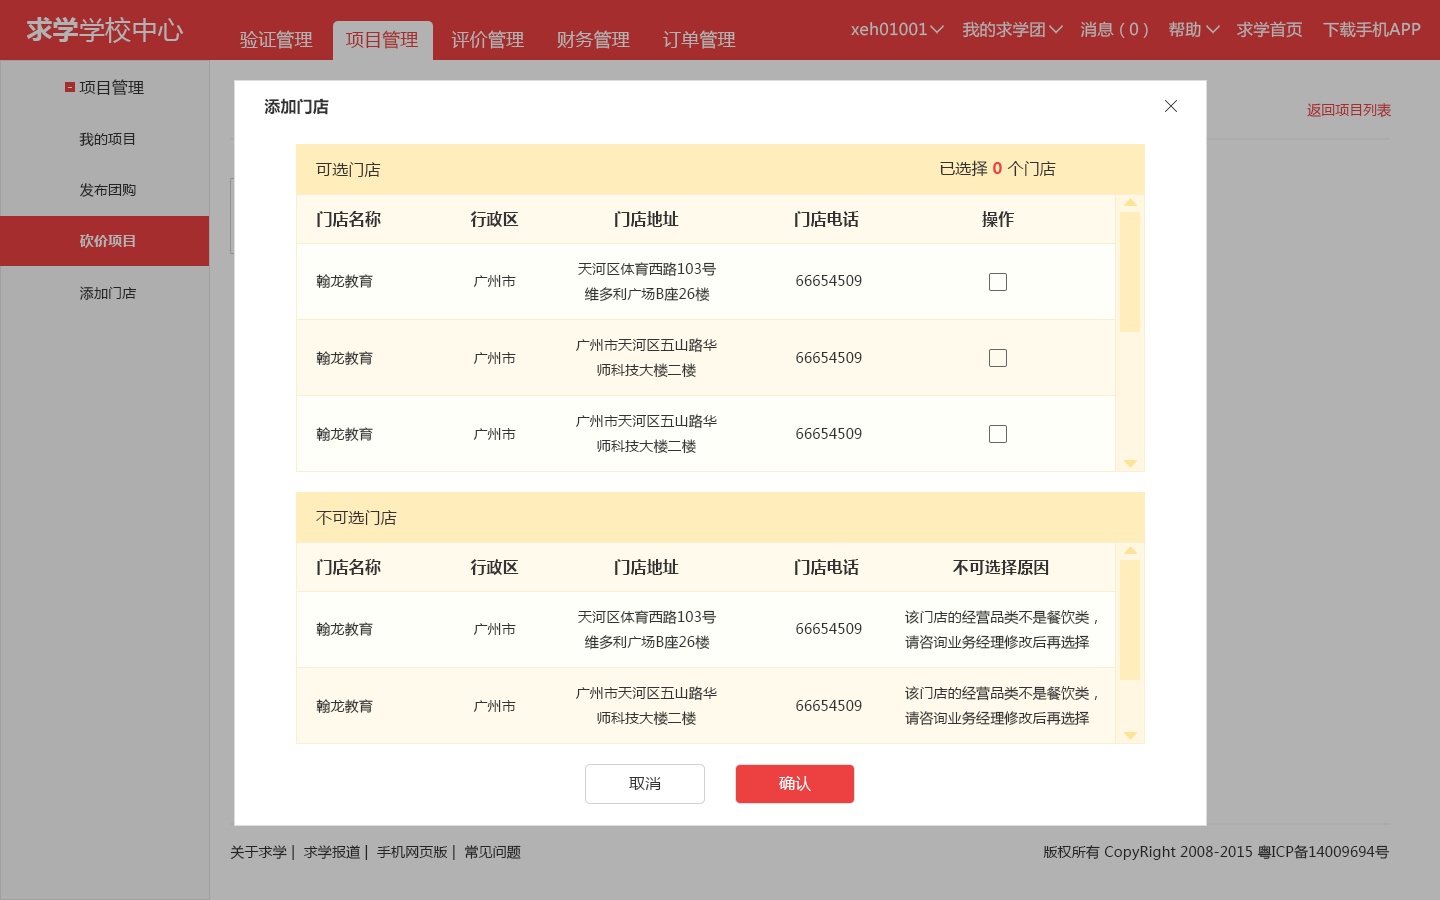 求学学校中心
验证管理 项目管理 评价管理 财务管理 订单管理
xeh01001 我的求学团 消息 ( 0 ) 帮助 求学首页 下载手机APP
项目管理
我的项目
发布团购
砍价项目
添加门店
返回项目列表
添加门店
可选门店 已选择 0 个门店
门店名称 行政区 门店地址 门店电话 操作
翰龙教育 广州市 天河区体育西路103号
维多利广场B座26楼 66654509
翰龙教育 广州市 广州市天河区五山路华
师科技大楼二楼 66654509
翰龙教育 广州市 广州市天河区五山路华
师科技大楼二楼 66654509
不可选门店
门店名称 行政区 门店地址 门店电话 不可选择原因
翰龙教育 广州市 天河区体育西路103号
维多利广场B座26楼 66654509 该门店的经营品类不是餐饮类，
请咨询业务经理修改后再选择
翰龙教育 广州市 广州市天河区五山路华
师科技大楼二楼 66654509 该门店的经营品类不是餐饮类，
请咨询业务经理修改后再选择
取消 确认
关于求学 | 求学报道 | 手机网页版 | 常见问题
版权所有 CopyRight 2008-2015 粤ICP备14009694号